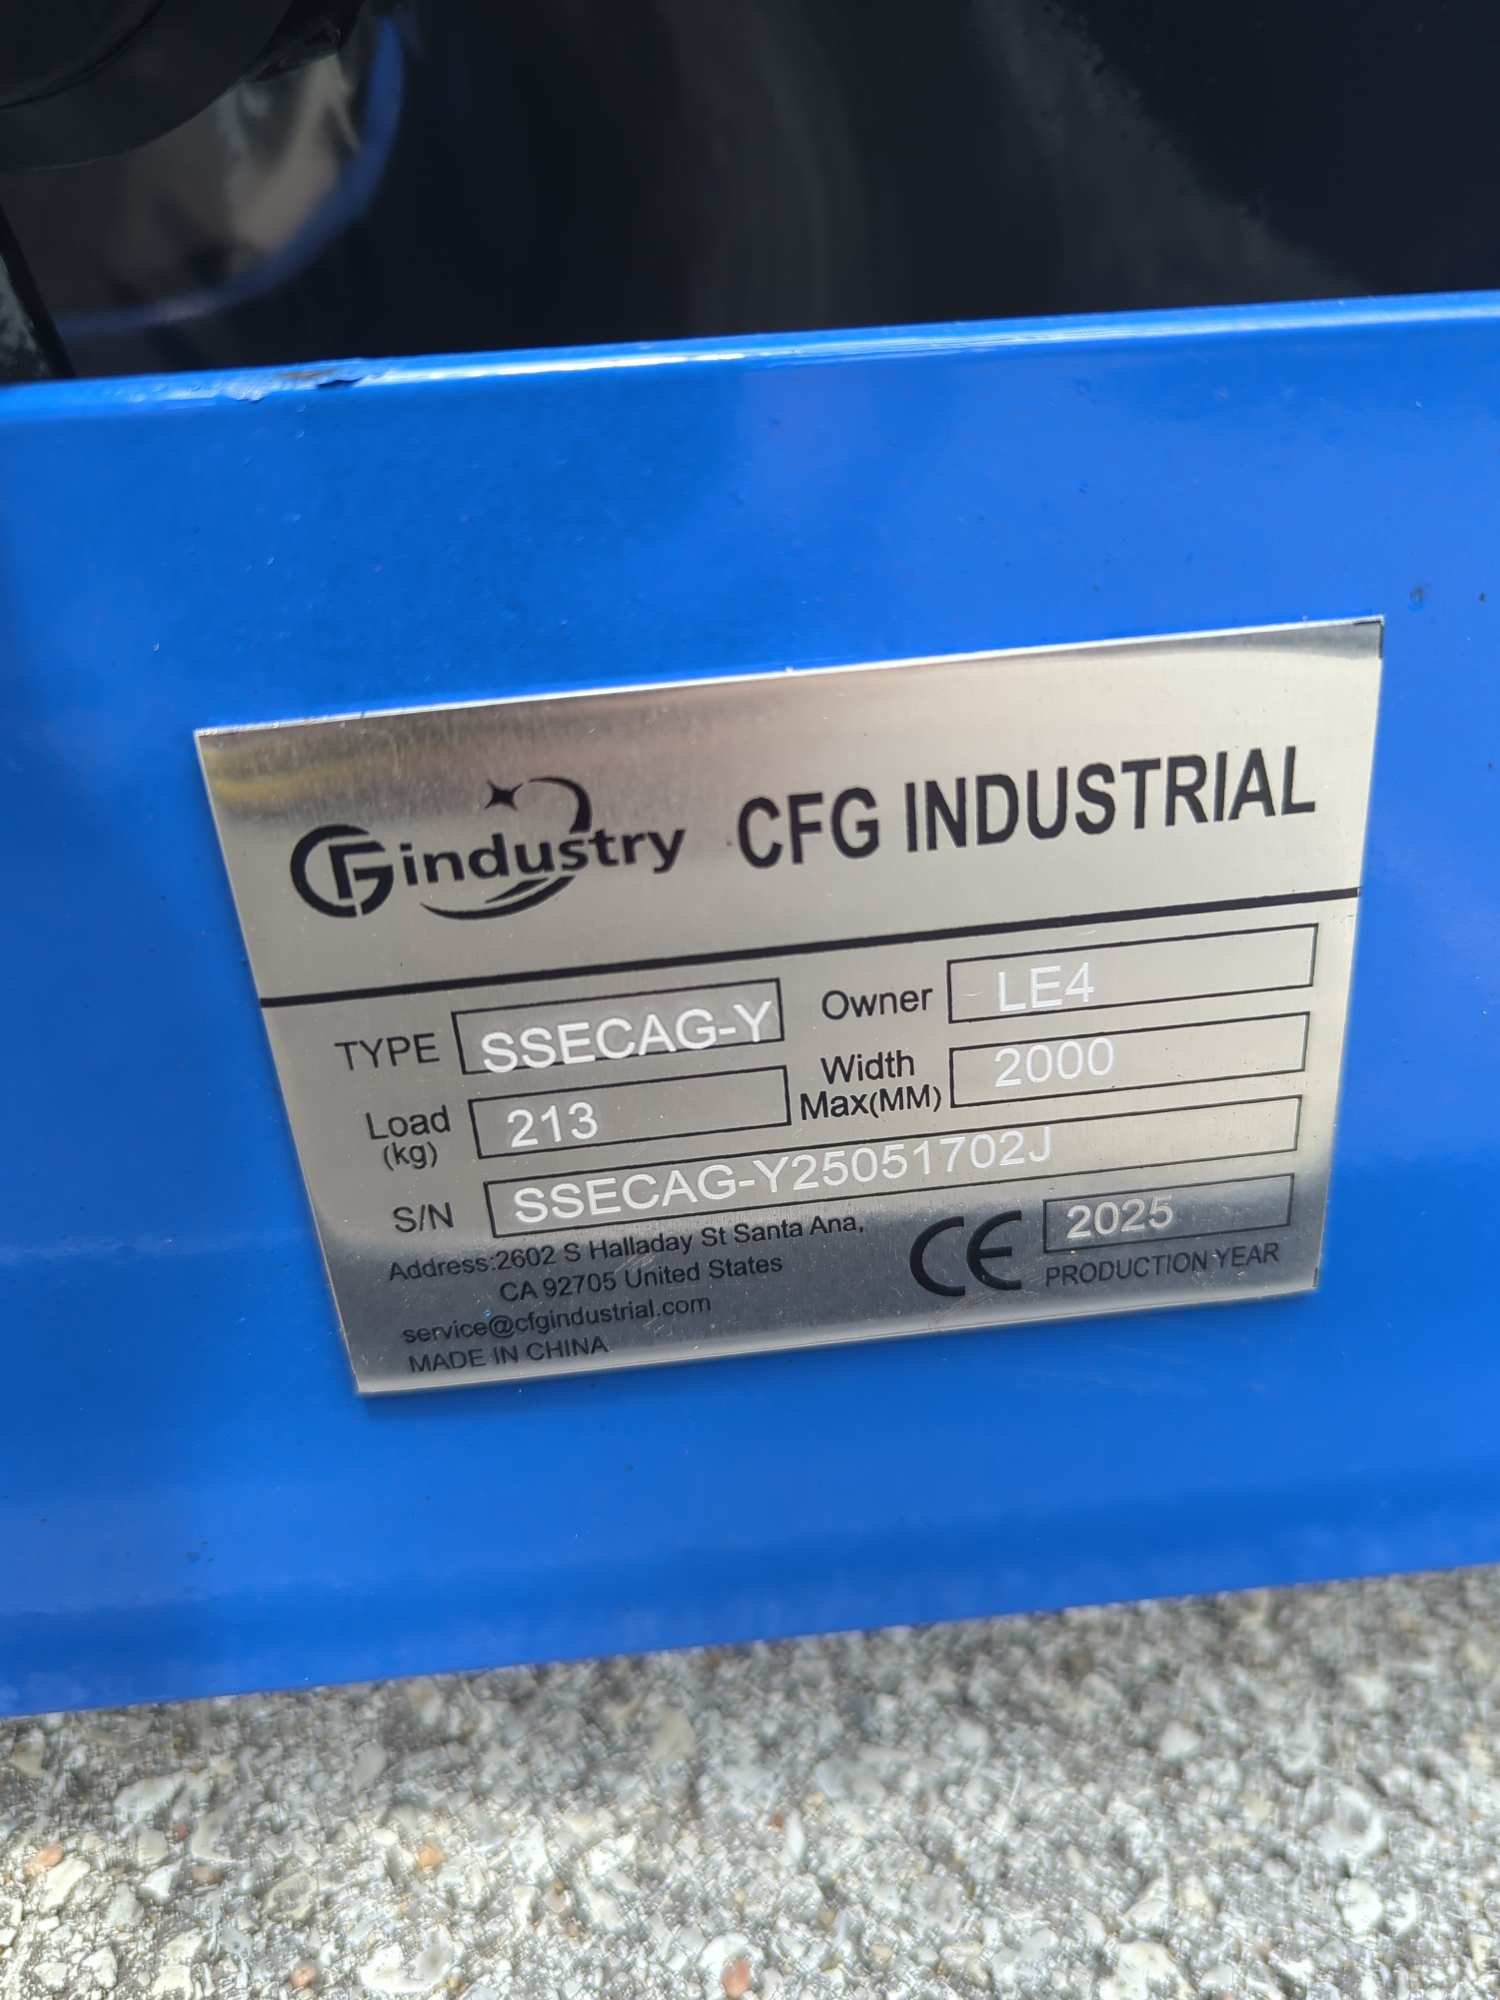 CFGindustry CFG INDUSTRIAL
TYPE SSECAG-Y Owner LE4
Load (kg) 213 Width Max(MM) 2000
S/N SSECAG-Y25051702J
Address:2602 S Halladay St Santa Ana,
CA 92705 United States
service@cfgindustrial.com
MADE IN CHINA
CE 2025
PRODUCTION YEAR